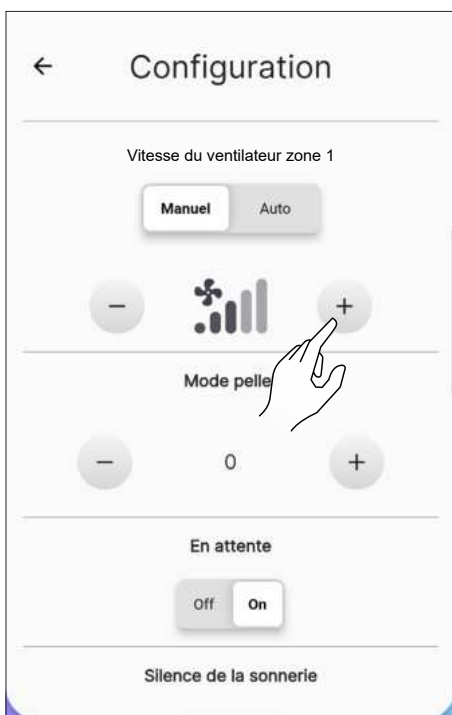 Configuration
Vitesse du ventilateur zone 1
Manuel Auto
Mode pelle
0
En attente
Off On
Silence de la sonnerie